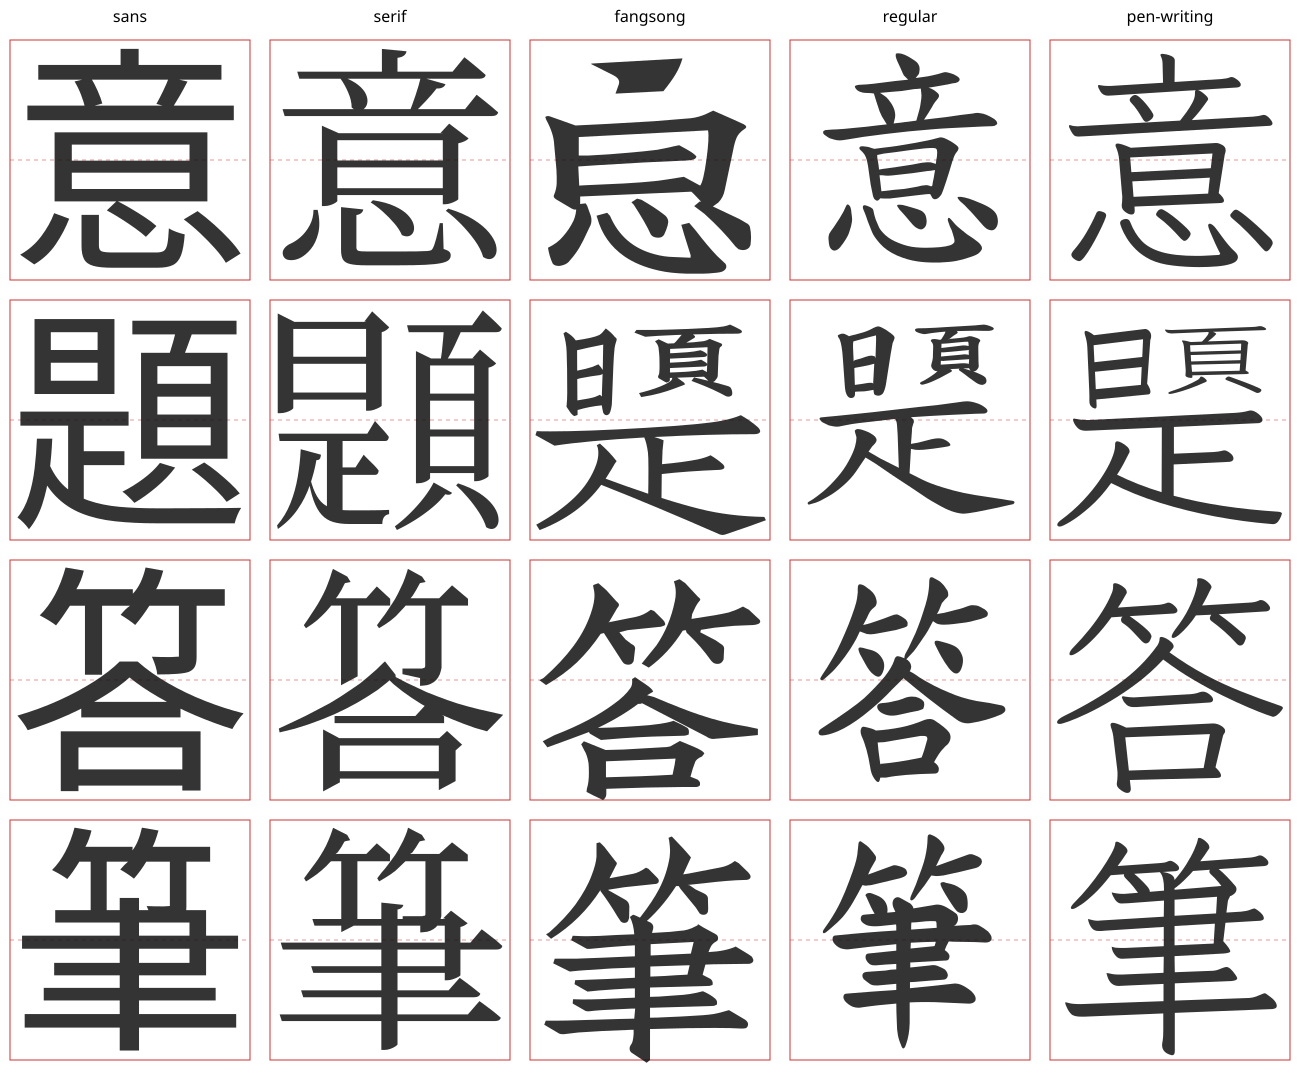 sans serif fangsong regular pen-writing
意 意 意 意 意
題 題 題 題 題
答 答 答 答 答
筆 筆 筆 筆 筆